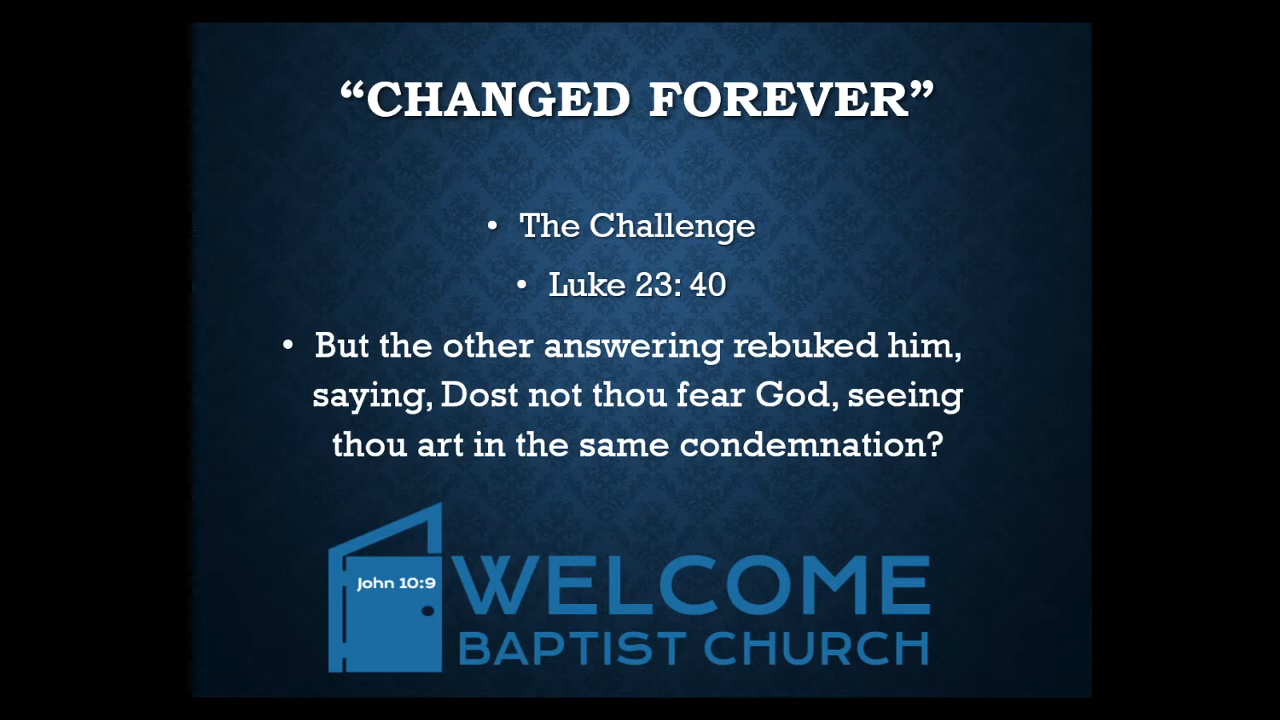 “CHANGED FOREVER”
• The Challenge
• Luke 23: 40
• But the other answering rebuked him,
saying, Dost not thou fear God, seeing
thou art in the same condemnation?
John 10:9
WELCOME
BAPTIST CHURCH